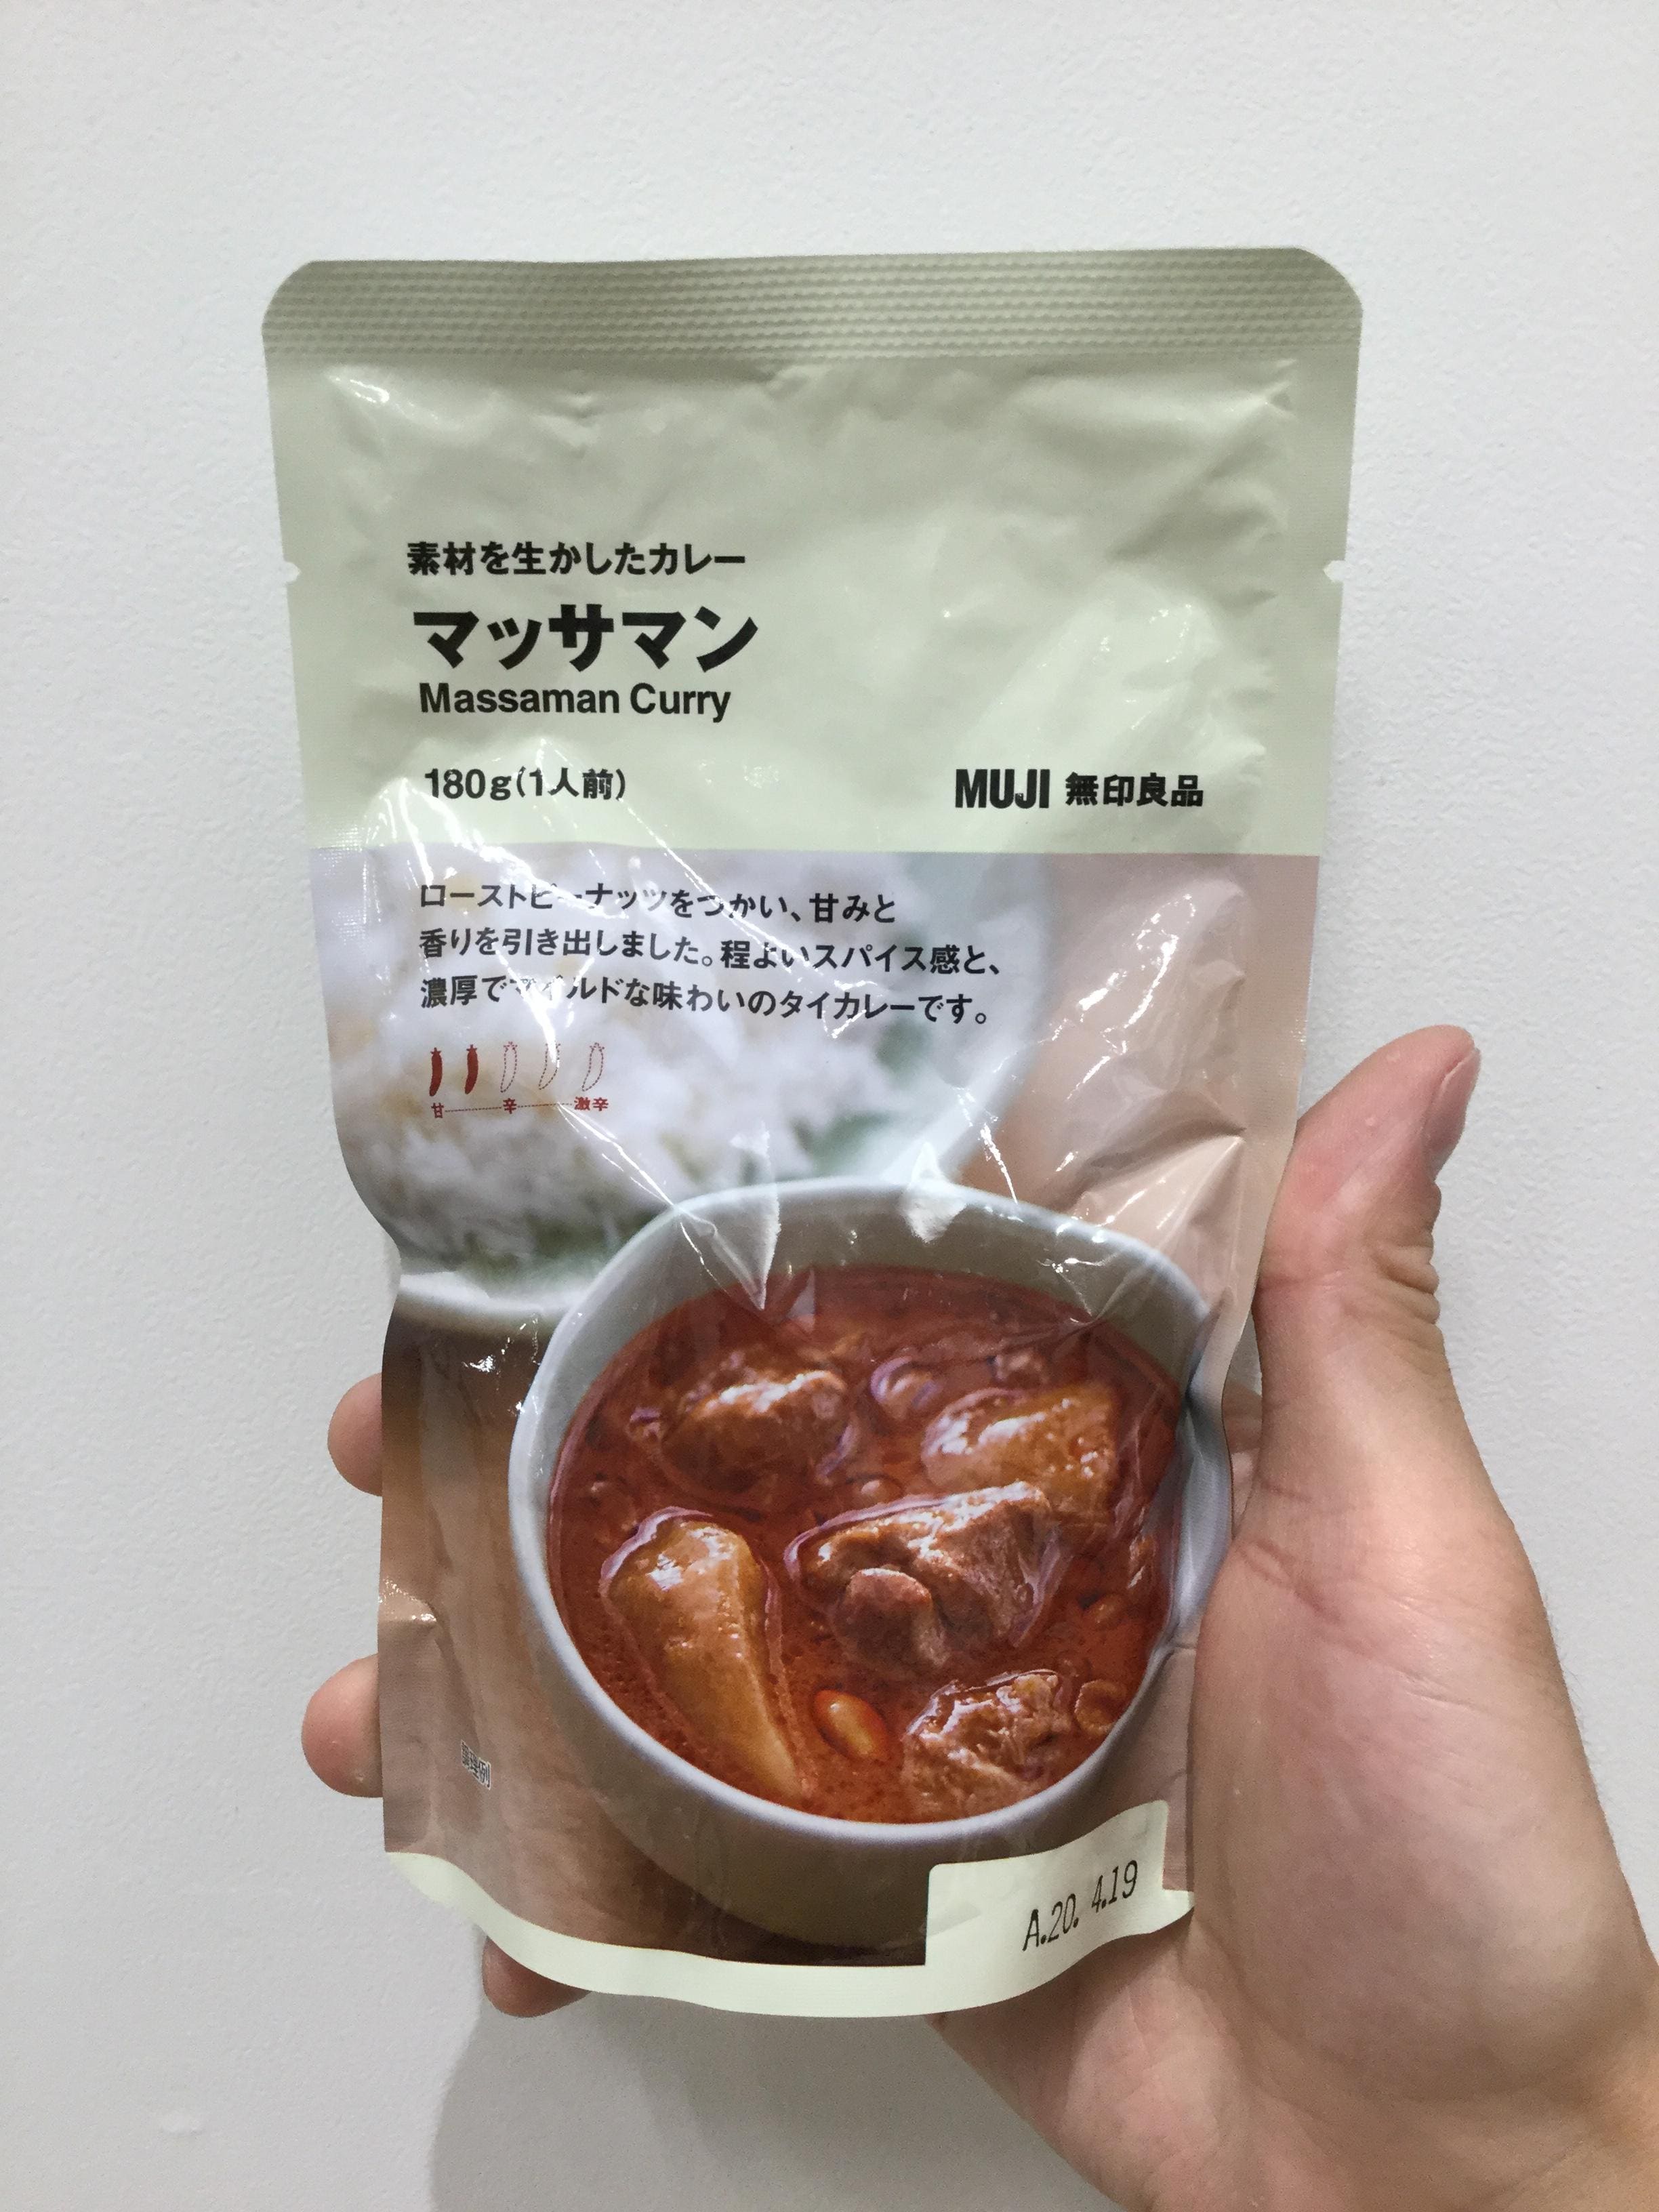 素材を生かしたカレー
マッサマン
Massaman Curry
180g(1人前)
MUJI 無印良品
ローストピーナッツをつかい、甘みと
香りを引き出しました。程よいスパイス感と、
濃厚でマイルドな味わいのタイカレーです。
甘 辛 激辛
調理例
A.20. 4.19